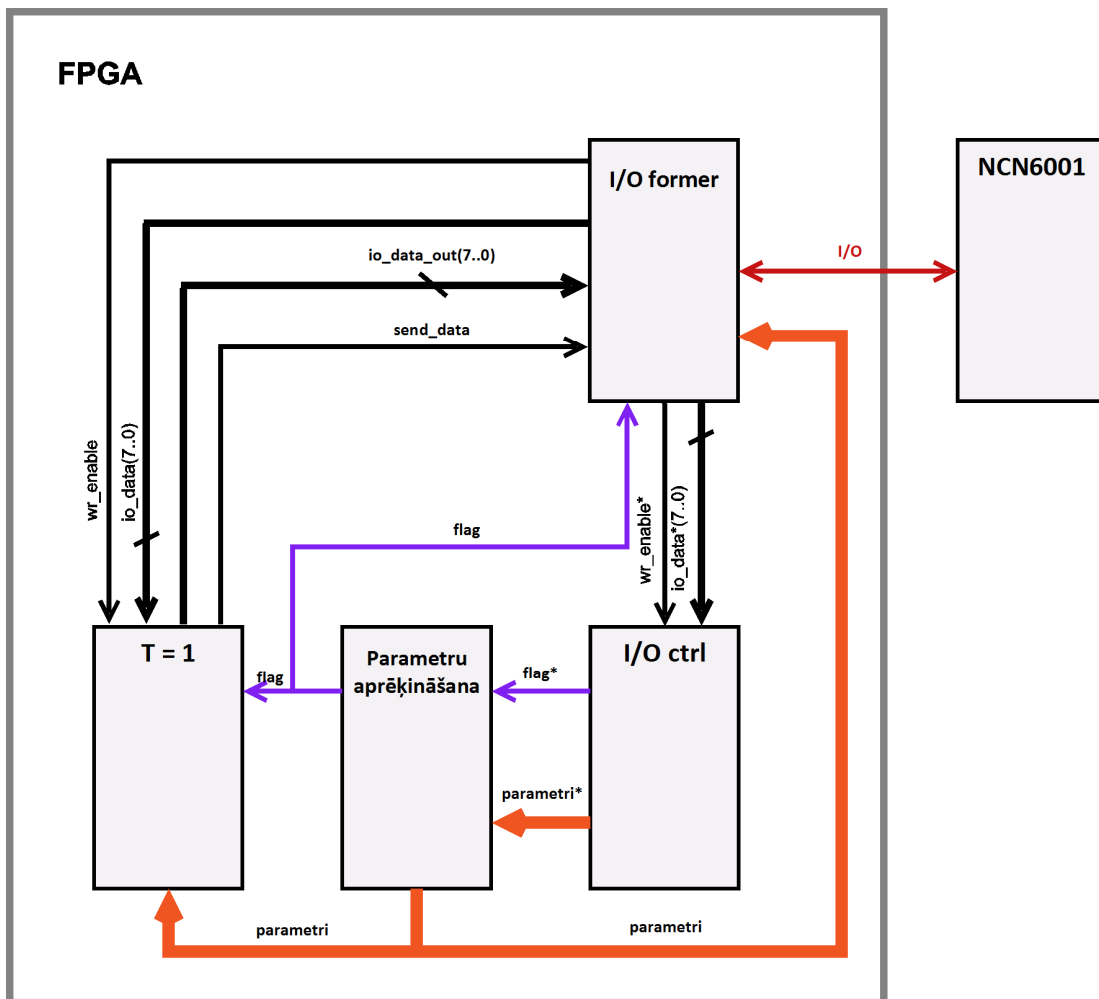 FPGA
I/O former
NCN6001
I/O
io_data_out(7..0)
send_data
wr_enable
io_data(7..0)
wr_enable*
io_data*(7..0)
flag
T = 1
Parametru
aprēķināšana
I/O ctrl
flag
flag*
parametri*
parametri
parametri